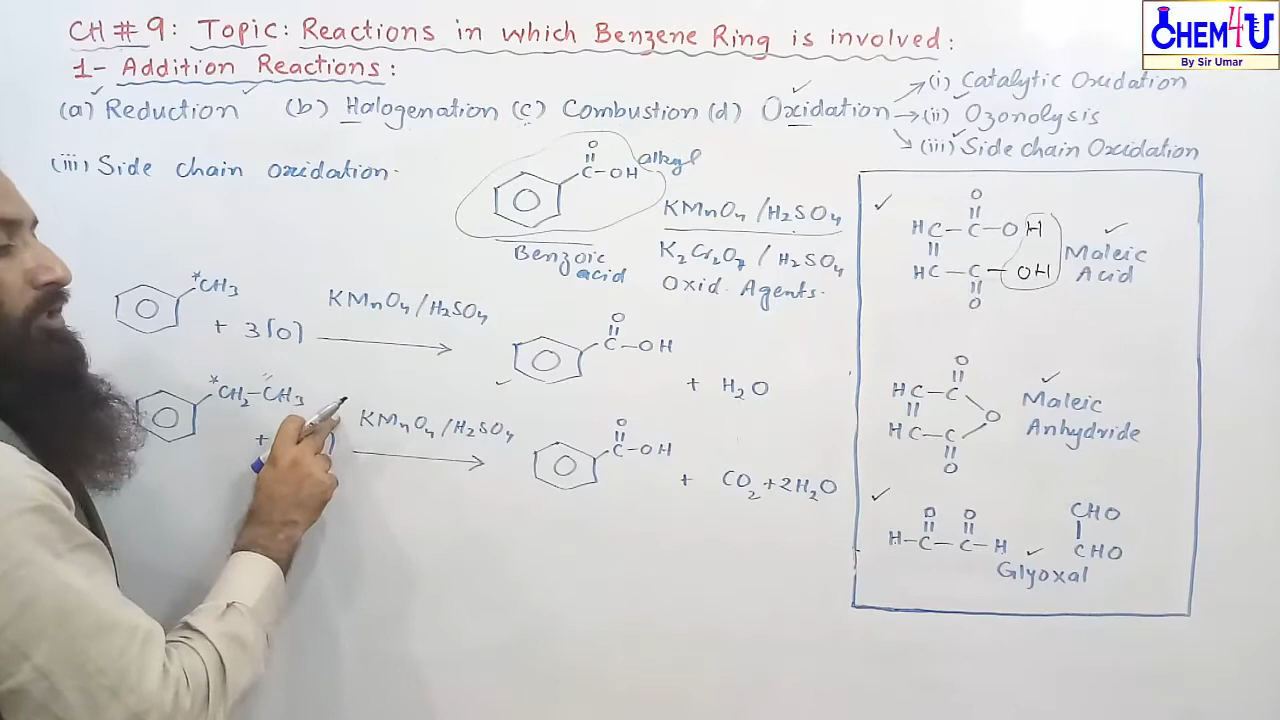 CH # 9: Topic: Reactions in which Benzene Ring is involved:
1- Addition Reactions:
(a) Reduction (b) Halogenation (c) Combustion (d) Oxidation → (i) Catalytic Oxidation
→ (ii) Ozonolysis
→ (iii) Side chain Oxidation
(iii) Side chain oxidation.
O
C-OH alkyl
Benzoic acid
KMnO4 / H2SO4
K2Cr2O7 / H2SO4
Oxid. Agents.
*CH3
+ 3[O]
KMnO4 / H2SO4
O
C-OH
+ H2O
*CH2-CH3
+
KMnO4 / H2SO4
O
C-OH
+ CO2 + 2H2O
O
HC-C-OH
HC-C-OH
O
Maleic Acid
O
HC-C
O
HC-C
O
Maleic Anhydride
O O
H-C-C-H
CHO
CHO
Glyoxal
CHEM4U
By Sir Umar